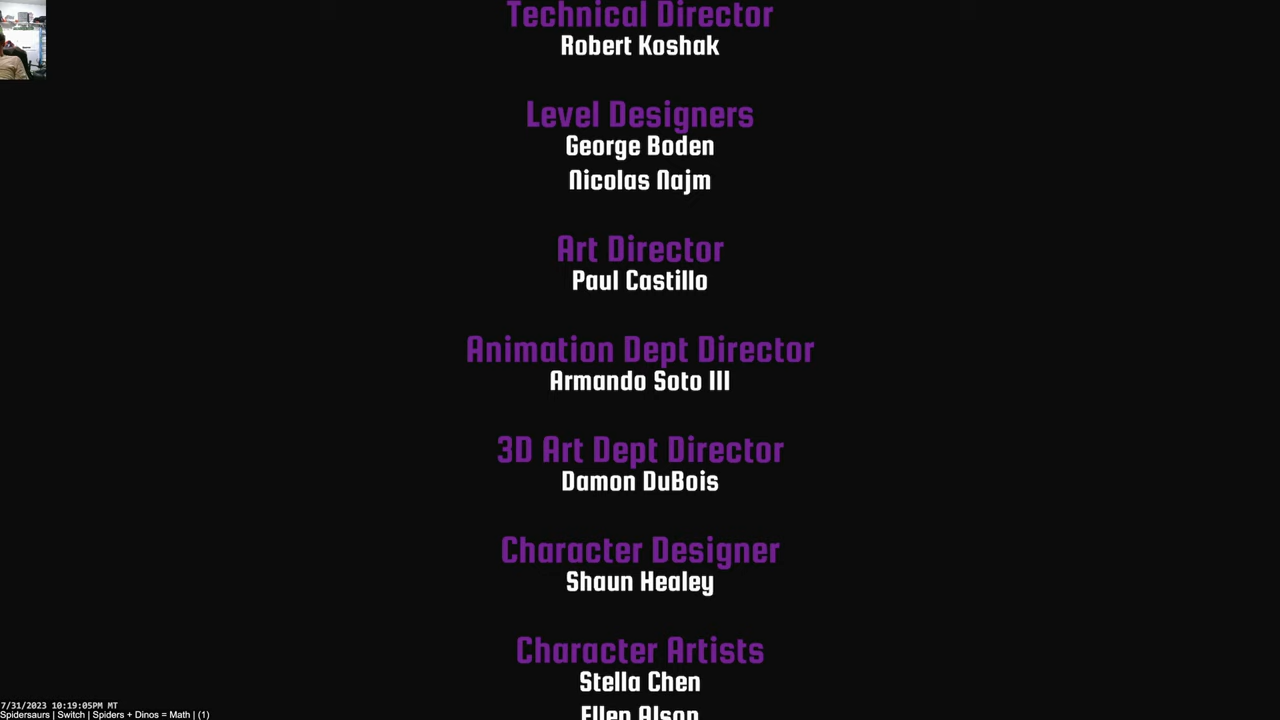 Technical Director
Robert Koshak
Level Designers
George Boden
Nicolas Najm
Art Director
Paul Castillo
Animation Dept Director
Armando Soto III
3D Art Dept Director
Damon DuBois
Character Designer
Shaun Healey
Character Artists
Stella Chen
Ellen Alson
7/31/2023 10:19:05PM MT
Spidersaurs | Switch | Spiders + Dinos = Math | (1)